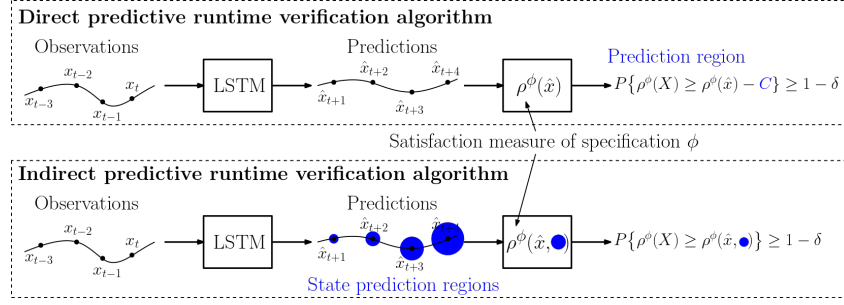 Direct predictive runtime verification algorithm
Observations
Predictions
Prediction region
x_{t−3} x_{t−2} x_{t−1} x_t
LSTM
x̂_{t+1} x̂_{t+2} x̂_{t+3} x̂_{t+4}
ρ^ϕ(x̂)
P{ρ^ϕ(X) ≥ ρ^ϕ(x̂) − C} ≥ 1 − δ
Satisfaction measure of specification ϕ
Indirect predictive runtime verification algorithm
Observations
Predictions
x_{t−3} x_{t−2} x_{t−1} x_t
LSTM
x̂_{t+1} x̂_{t+2} x̂_{t+3}
ρ^ϕ(x̂, )
P{ρ^ϕ(X) ≥ ρ^ϕ(x̂, )} ≥ 1 − δ
State prediction regions